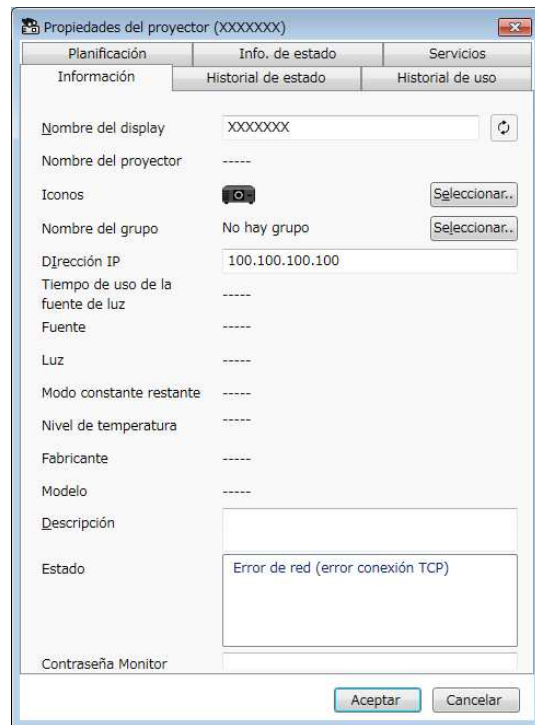 Propiedades del proyector (XXXXXXX)
Planificación Info. de estado Servicios
Información Historial de estado Historial de uso
Nombre del display XXXXXXX
Nombre del proyector -----
Iconos Seleccionar..
Nombre del grupo No hay grupo Seleccionar..
DIrección IP 100.100.100.100
Tiempo de uso de la
fuente de luz -----
Fuente -----
Luz -----
Modo constante restante -----
Nivel de temperatura -----
Fabricante -----
Modelo -----
Descripción
Estado Error de red (error conexión TCP)
Contraseña Monitor
Aceptar Cancelar